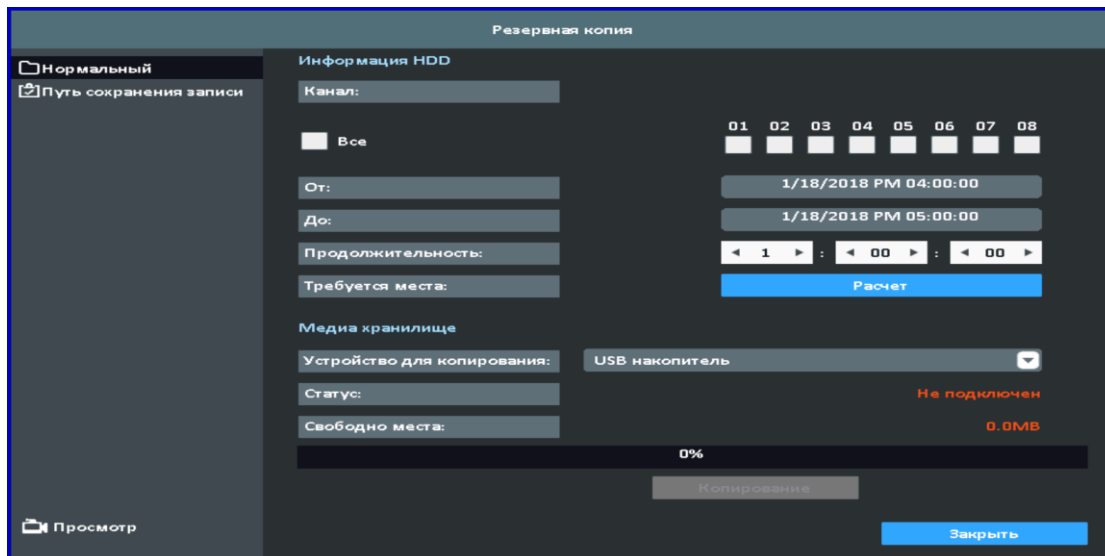 Резервная копия
Нормальный
Путь сохранения записи
Просмотр
Информация HDD
Канал:
Все
01 02 03 04 05 06 07 08
От: 1/18/2018 PM 04:00:00
До: 1/18/2018 PM 05:00:00
Продолжительность: 1 : 00 : 00
Требуется места: Расчет
Медиа хранилище
Устройство для копирования: USB накопитель
Статус: Не подключен
Свободно места: 0.0MB
0%
Копирование
Закрыть